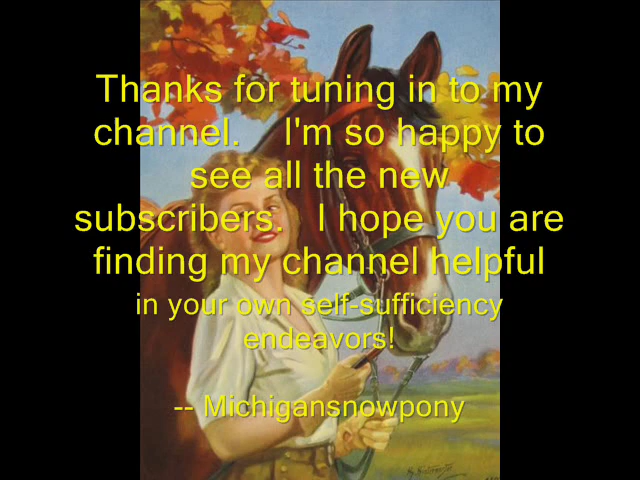 Thanks for tuning in to my
channel. I'm so happy to
see all the new
subscribers. I hope you are
finding my channel helpful
in your own self-sufficiency
endeavors!
-- Michigansnowpony